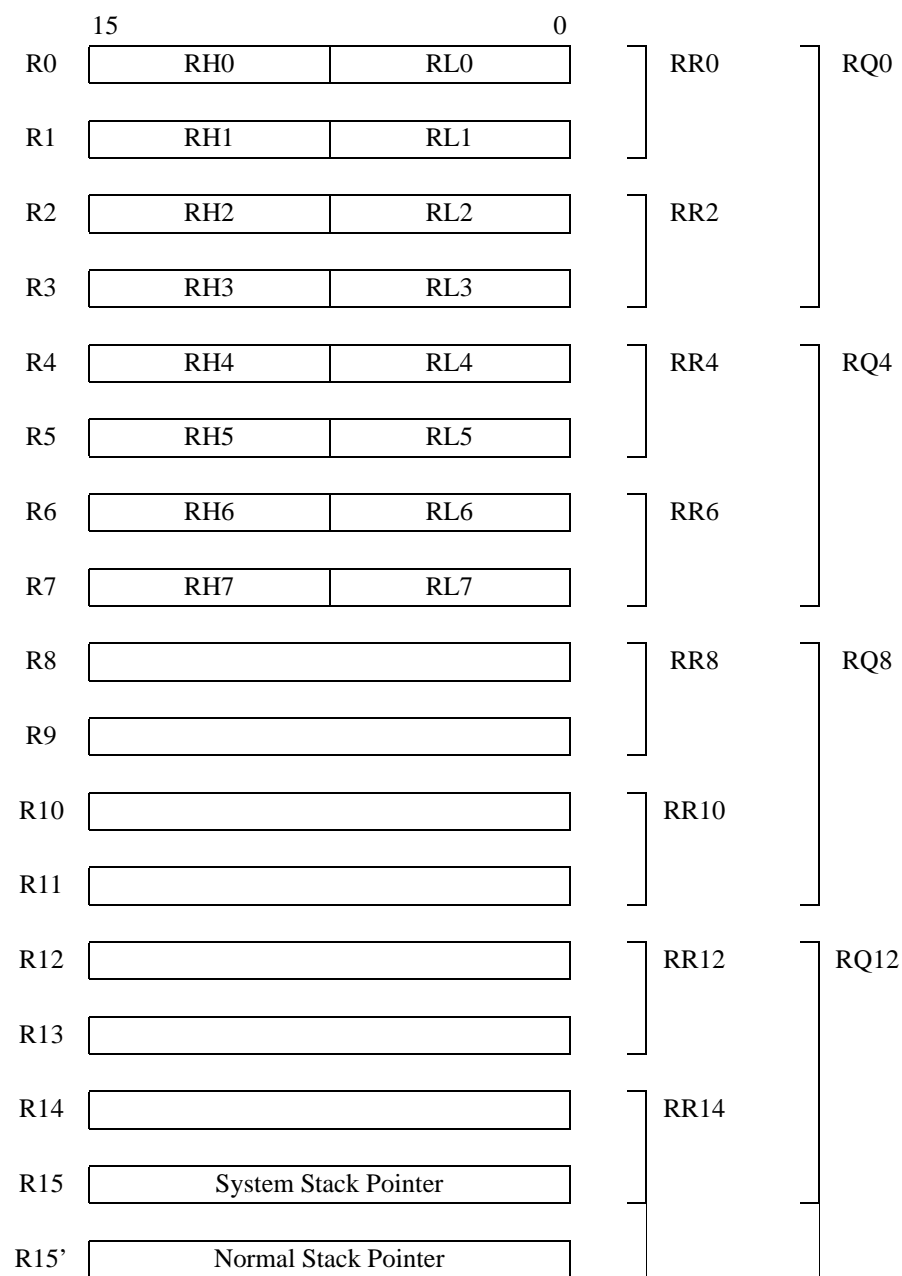 15 0
R0 RH0 RL0 RR0 RQ0
R1 RH1 RL1
R2 RH2 RL2 RR2
R3 RH3 RL3
R4 RH4 RL4 RR4 RQ4
R5 RH5 RL5
R6 RH6 RL6 RR6
R7 RH7 RL7
R8 RR8 RQ8
R9
R10 RR10
R11
R12 RR12 RQ12
R13
R14 RR14
R15 System Stack Pointer
R15’ Normal Stack Pointer